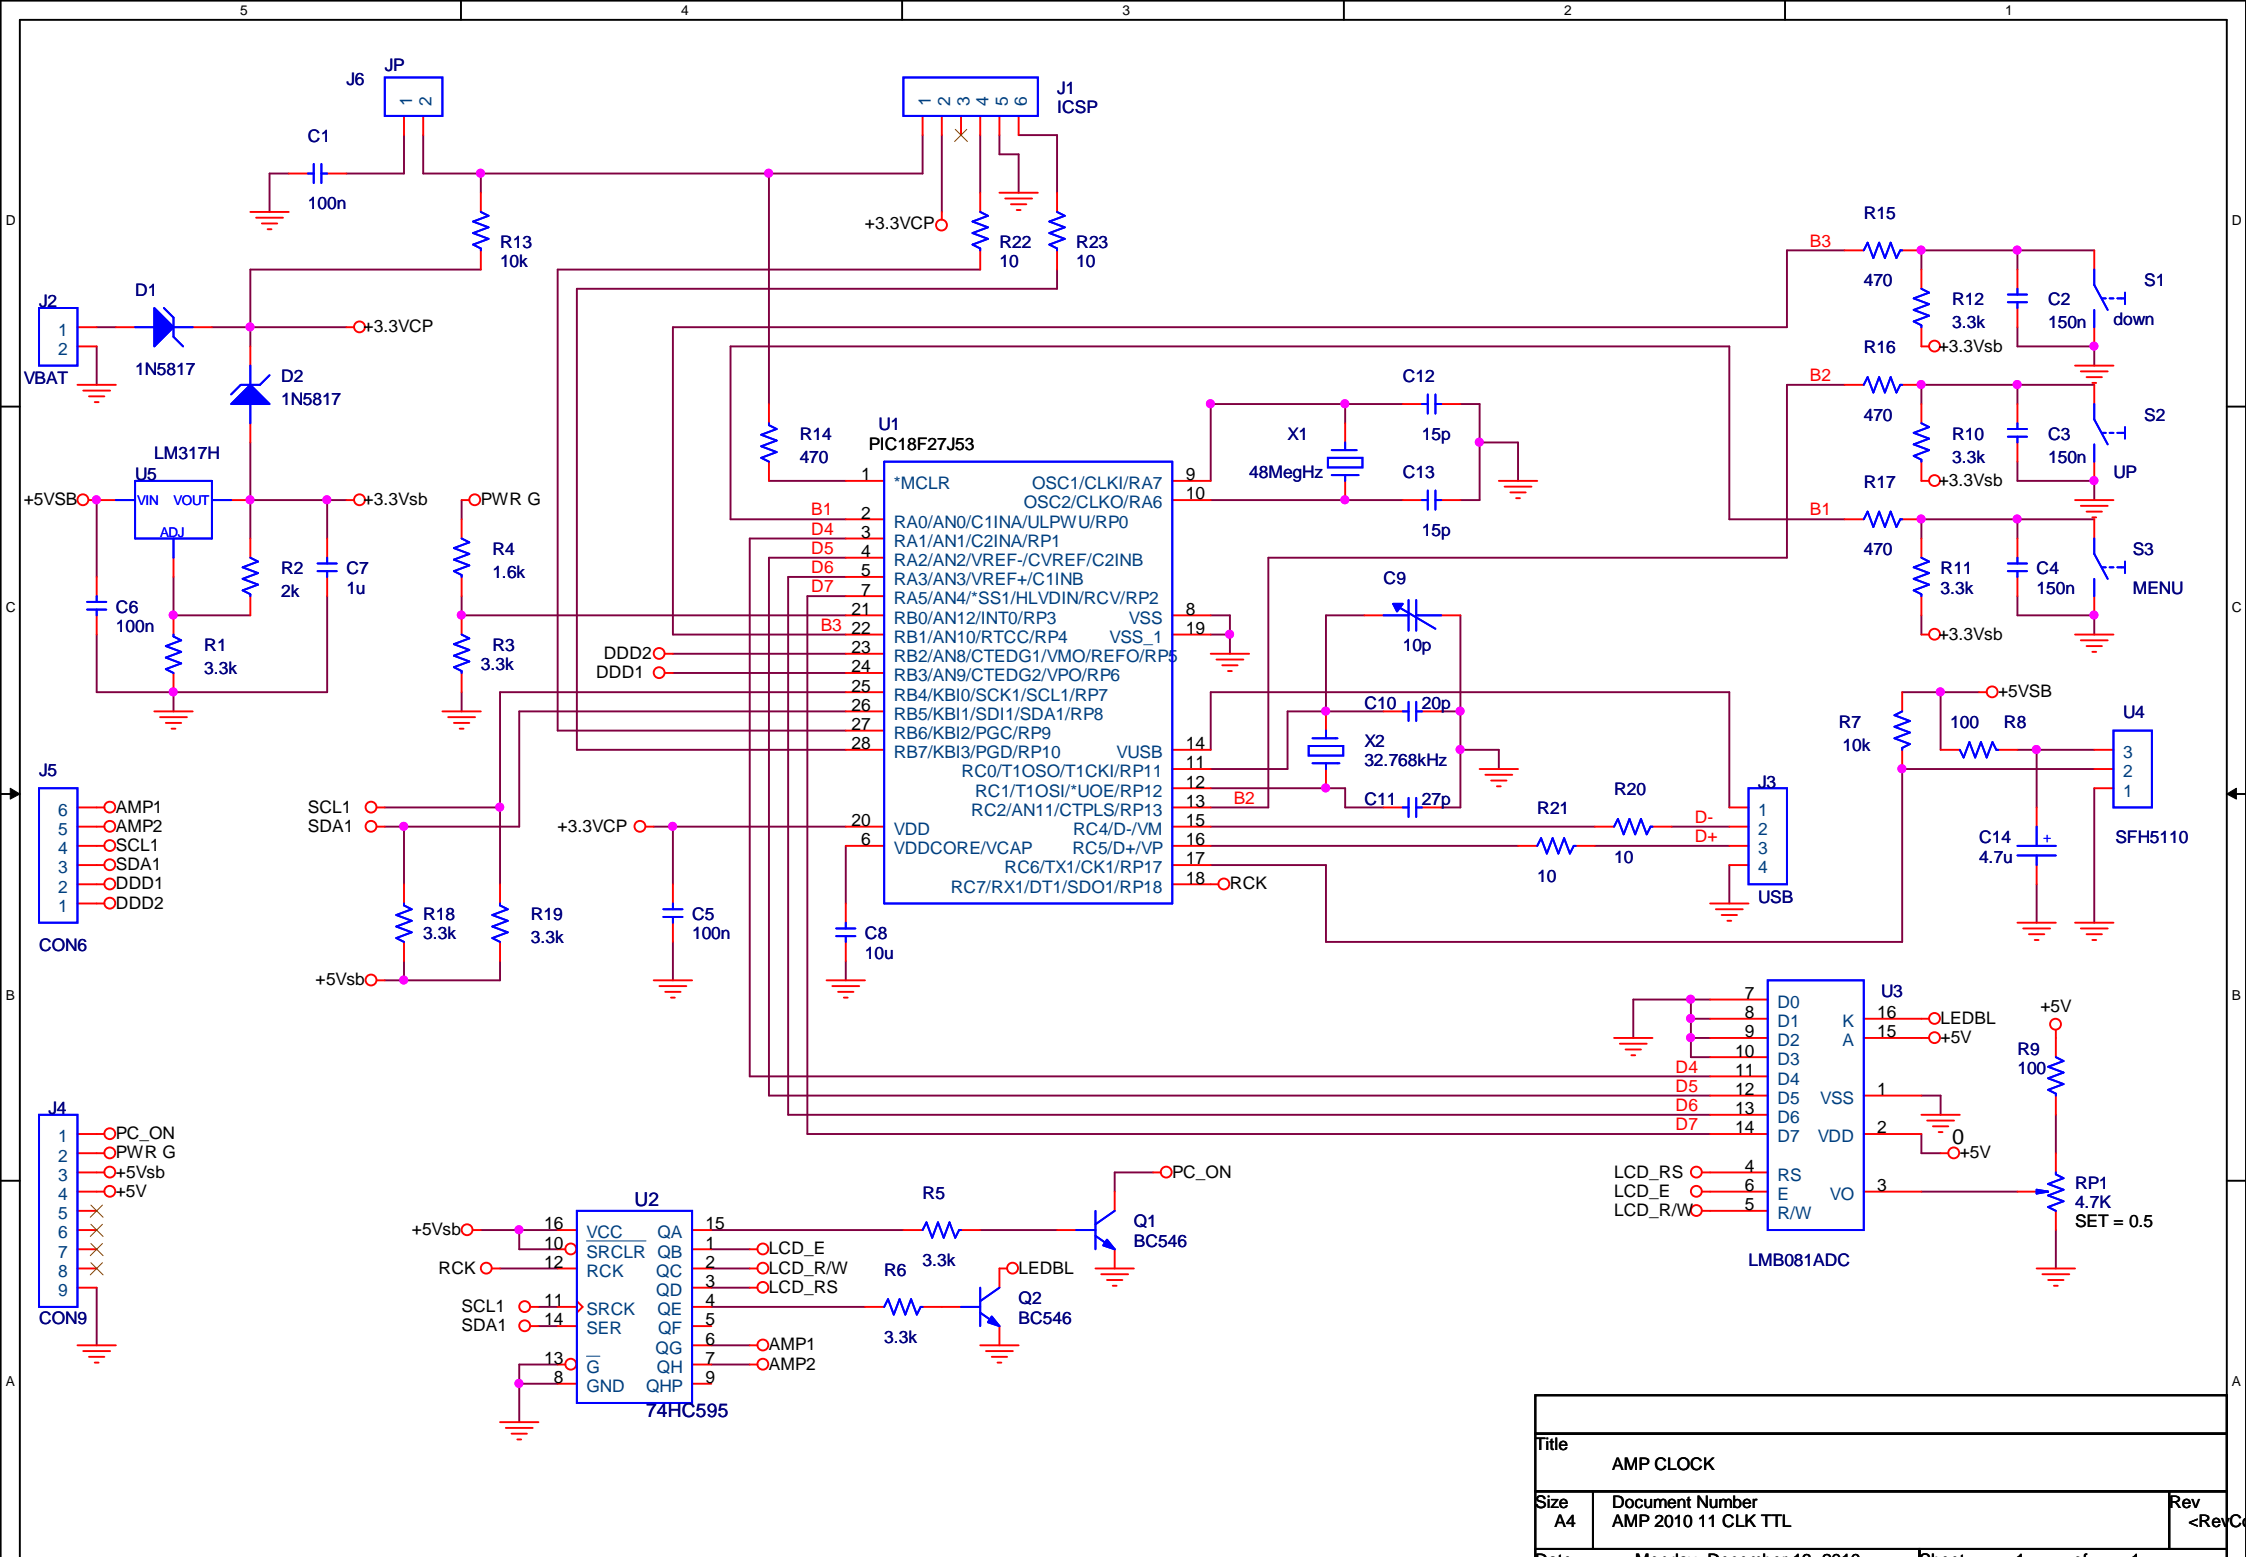 5 4 3 2 1
D
D
C
C
B
B
A
A
J6
JP
1 2
C1
100n
R13
10k
J1
ICSP
1 2 3 4 5 6
+3.3VCP
R22
10
R23
10
J2
1
2
VBAT
D1
1N5817
+3.3VCP
D2
1N5817
LM317H
U5
+5VSB
VIN VOUT
ADJ
+3.3Vsb
R2
2k
C7
1u
C6
100n
R1
3.3k
PWR G
R4
1.6k
R3
3.3k
R14
470
U1
PIC18F27J53
1 *MCLR
B1 2 RA0/AN0/C1INA/ULPWU/RP0
D4 3 RA1/AN1/C2INA/RP1
D5 4 RA2/AN2/VREF-/CVREF/C2INB
D6 5 RA3/AN3/VREF+/C1INB
D7 7 RA5/AN4/*SS1/HLVDIN/RCV/RP2
21 RB0/AN12/INT0/RP3
B3 22 RB1/AN10/RTCC/RP4
DDD2 23 RB2/AN8/CTEDG1/VMO/REFO/RP5
DDD1 24 RB3/AN9/CTEDG2/VPO/RP6
25 RB4/KBI0/SCK1/SCL1/RP7
26 RB5/KBI1/SDI1/SDA1/RP8
27 RB6/KBI2/PGC/RP9
28 RB7/KBI3/PGD/RP10
+3.3VCP 20 VDD
6 VDDCORE/VCAP
OSC1/CLKI/RA7 9
OSC2/CLKO/RA6 10
VSS 8
VSS_1 19
VUSB 14
RC0/T1OSO/T1CKI/RP11 11
RC1/T1OSI/*UOE/RP12 12
RC2/AN11/CTPLS/RP13 13 B2
RC4/D-/VM 15
RC5/D+/VP 16
RC6/TX1/CK1/RP17 17
RC7/RX1/DT1/SDO1/RP18 18 RCK
C12
15p
X1
48MegHz
C13
15p
C9
10p
C10 20p
X2
32.768kHz
C11 27p
R21
10
R20
10
D-
D+
J3
1
2
3
4
USB
R15
B3
470
R12
3.3k
C2
150n
S1
down
+3.3Vsb
R16
B2
470
R10
3.3k
C3
150n
S2
UP
+3.3Vsb
R17
B1
470
R11
3.3k
C4
150n
S3
MENU
+3.3Vsb
+5VSB
R7
10k
100 R8
U4
3
2
1
SFH5110
C14
+
4.7u
J5
6 AMP1
5 AMP2
4 SCL1
3 SDA1
2 DDD1
1 DDD2
CON6
SCL1
SDA1
R18
3.3k
R19
3.3k
+5Vsb
C5
100n
C8
10u
U3
7 D0
8 D1
9 D2
10 D3
D4 11 D4
D5 12 D5
D6 13 D6
D7 14 D7
LCD_RS 4 RS
LCD_E 6 E
LCD_R/W 5 R/W
K 16 LEDBL
A 15 +5V
VSS 1
0
VDD 2 +5V
VO 3
LMB081ADC
+5V
R9
100
RP1
4.7K
SET = 0.5
J4
1 PC_ON
2 PWR G
3 +5Vsb
4 +5V
5
6
7
8
9
CON9
U2
+5Vsb 16 VCC
10 SRCLR
RCK 12 RCK
SCL1 11 SRCK
SDA1 14 SER
13 G
8 GND
QA 15
QB 1 LCD_E
QC 2 LCD_R/W
QD 3 LCD_RS
QE 4
QF 5
QG 6 AMP1
QH 7 AMP2
QHP 9
74HC595
R5
3.3k
PC_ON
Q1
BC546
R6
3.3k
LEDBL
Q2
BC546
Title
AMP CLOCK
Size
A4
Document Number
AMP 2010 11 CLK TTL
Rev